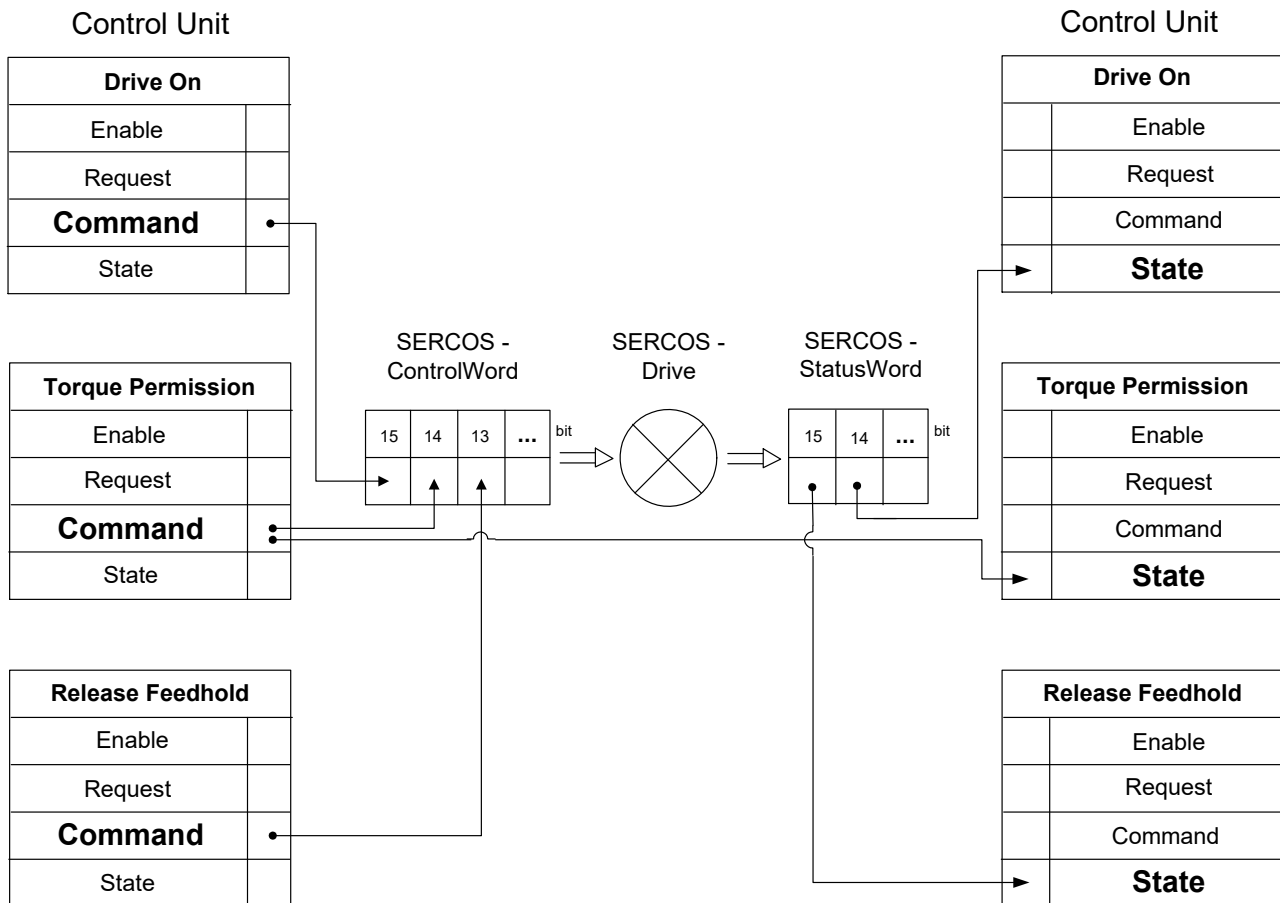 Control Unit
Drive On
Enable
Request
Command
State
Torque Permission
Enable
Request
Command
State
Release Feedhold
Enable
Request
Command
State
SERCOS -
ControlWord
15 14 13 ... bit
SERCOS -
Drive
SERCOS -
StatusWord
15 14 ... bit
Control Unit
Drive On
Enable
Request
Command
State
Torque Permission
Enable
Request
Command
State
Release Feedhold
Enable
Request
Command
State